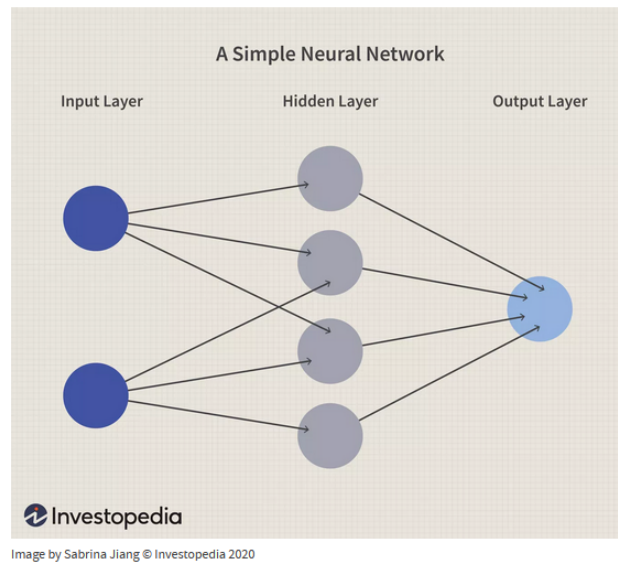 A Simple Neural Network
Input Layer
Hidden Layer
Output Layer
Investopedia
Image by Sabrina Jiang © Investopedia 2020